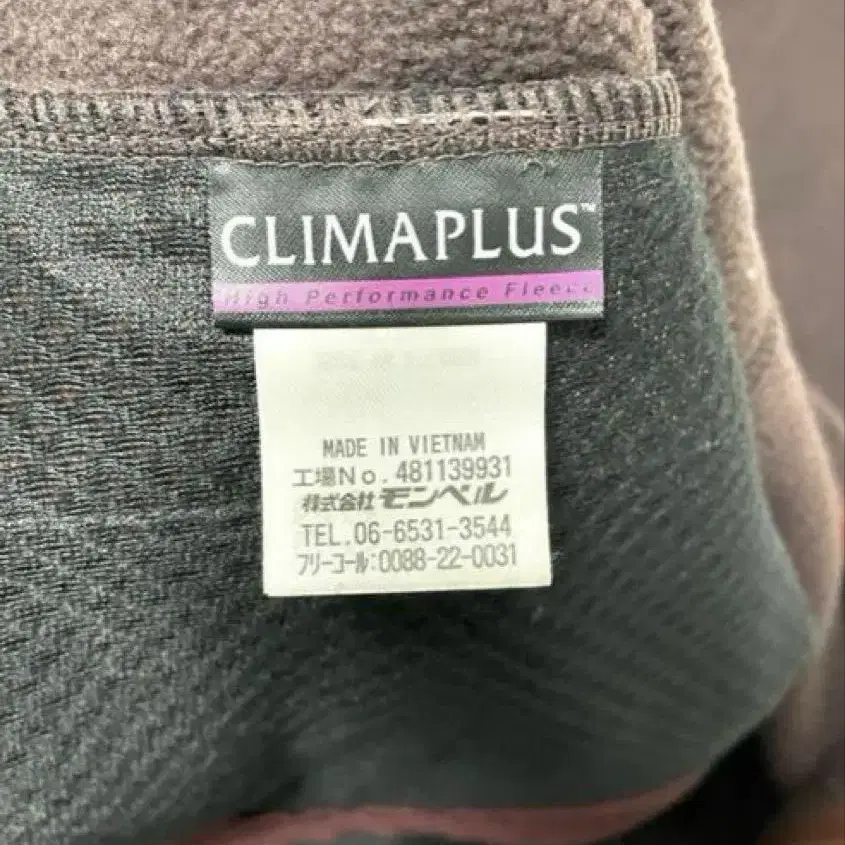 CLIMAPLUS™
High Performance Fleece
MADE IN VIETNAM
工場No.481139931
株式会社モンベル
TEL.06-6531-3544
フリーコール:0088-22-0031